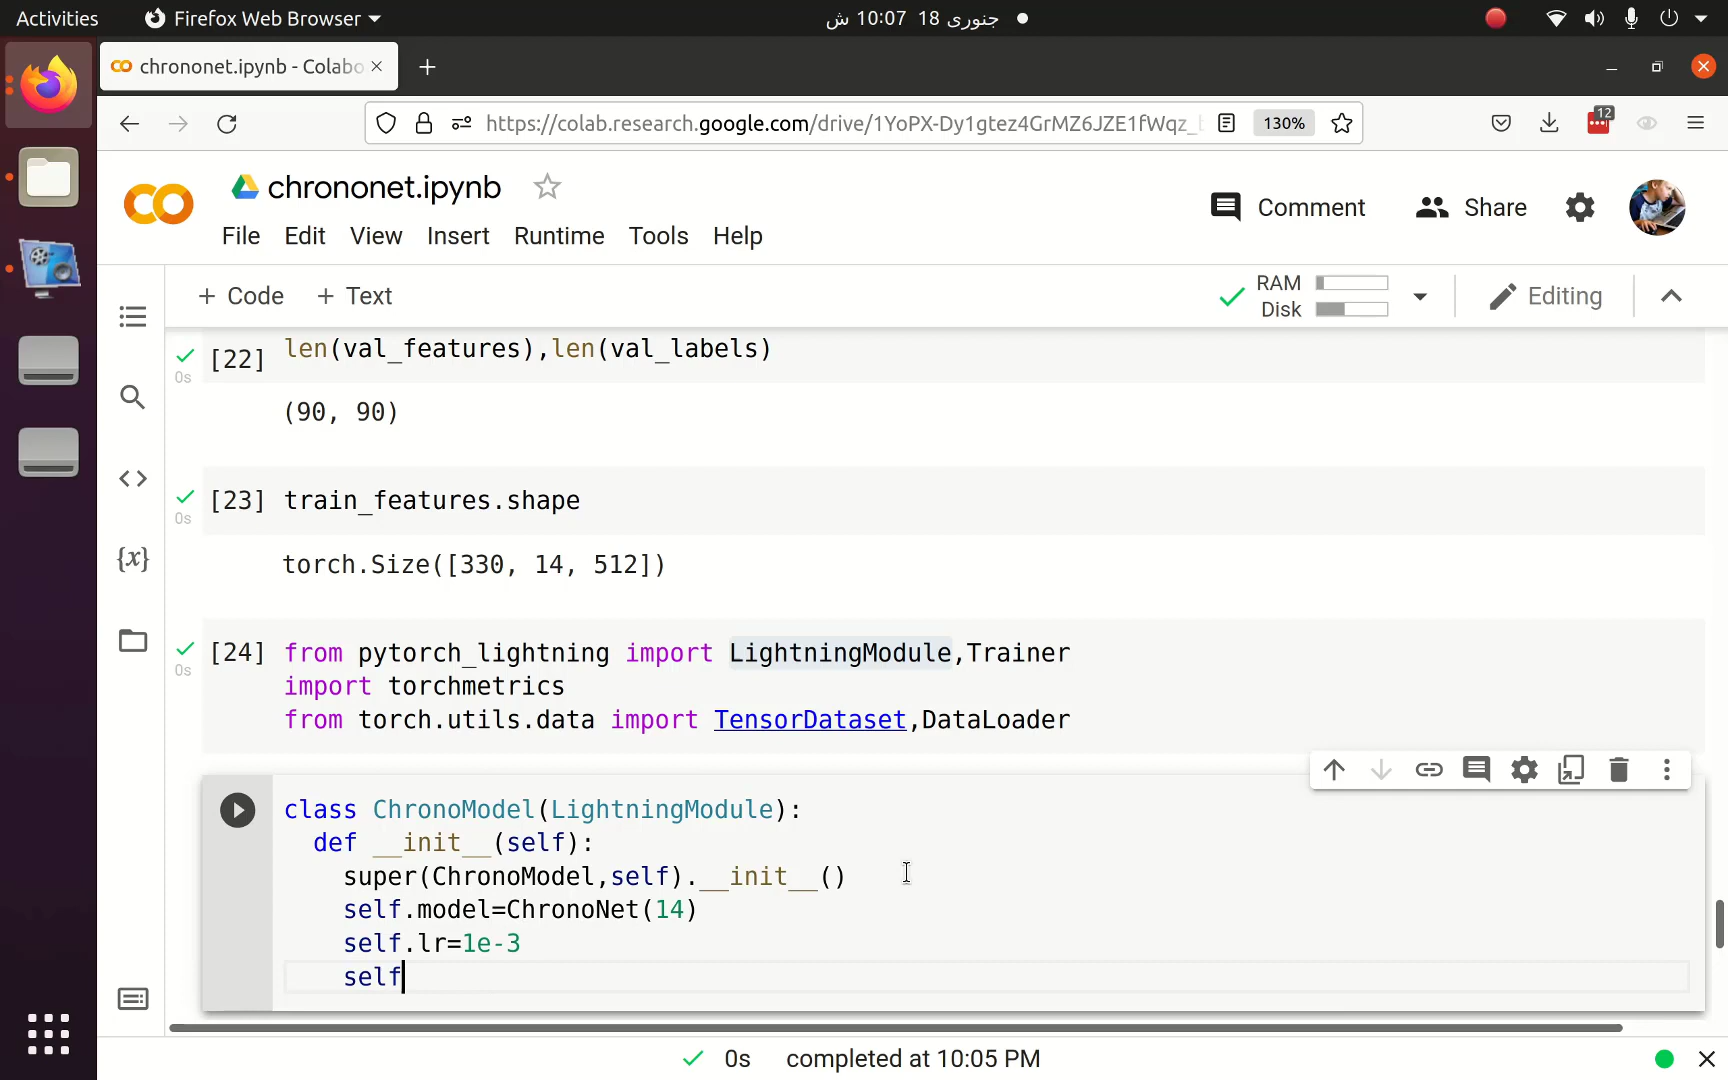 Activities
Firefox Web Browser
جنوری 18 10:07 ش
chrononet.ipynb - Colabo
https://colab.research.google.com/drive/1YoPX-Dy1gtez4GrMZ6JZE1fWqz_
130%
12
chrononet.ipynb
File Edit View Insert Runtime Tools Help
Comment
Share
+ Code + Text
RAM
Disk
Editing
[22] len(val_features),len(val_labels)
0s
(90, 90)
[23] train_features.shape
0s
torch.Size([330, 14, 512])
[24] from pytorch_lightning import LightningModule,Trainer
0s
import torchmetrics
from torch.utils.data import TensorDataset,DataLoader
class ChronoModel(LightningModule):
def __init__(self):
super(ChronoModel,self).__init__()
self.model=ChronoNet(14)
self.lr=1e-3
self
0s completed at 10:05 PM